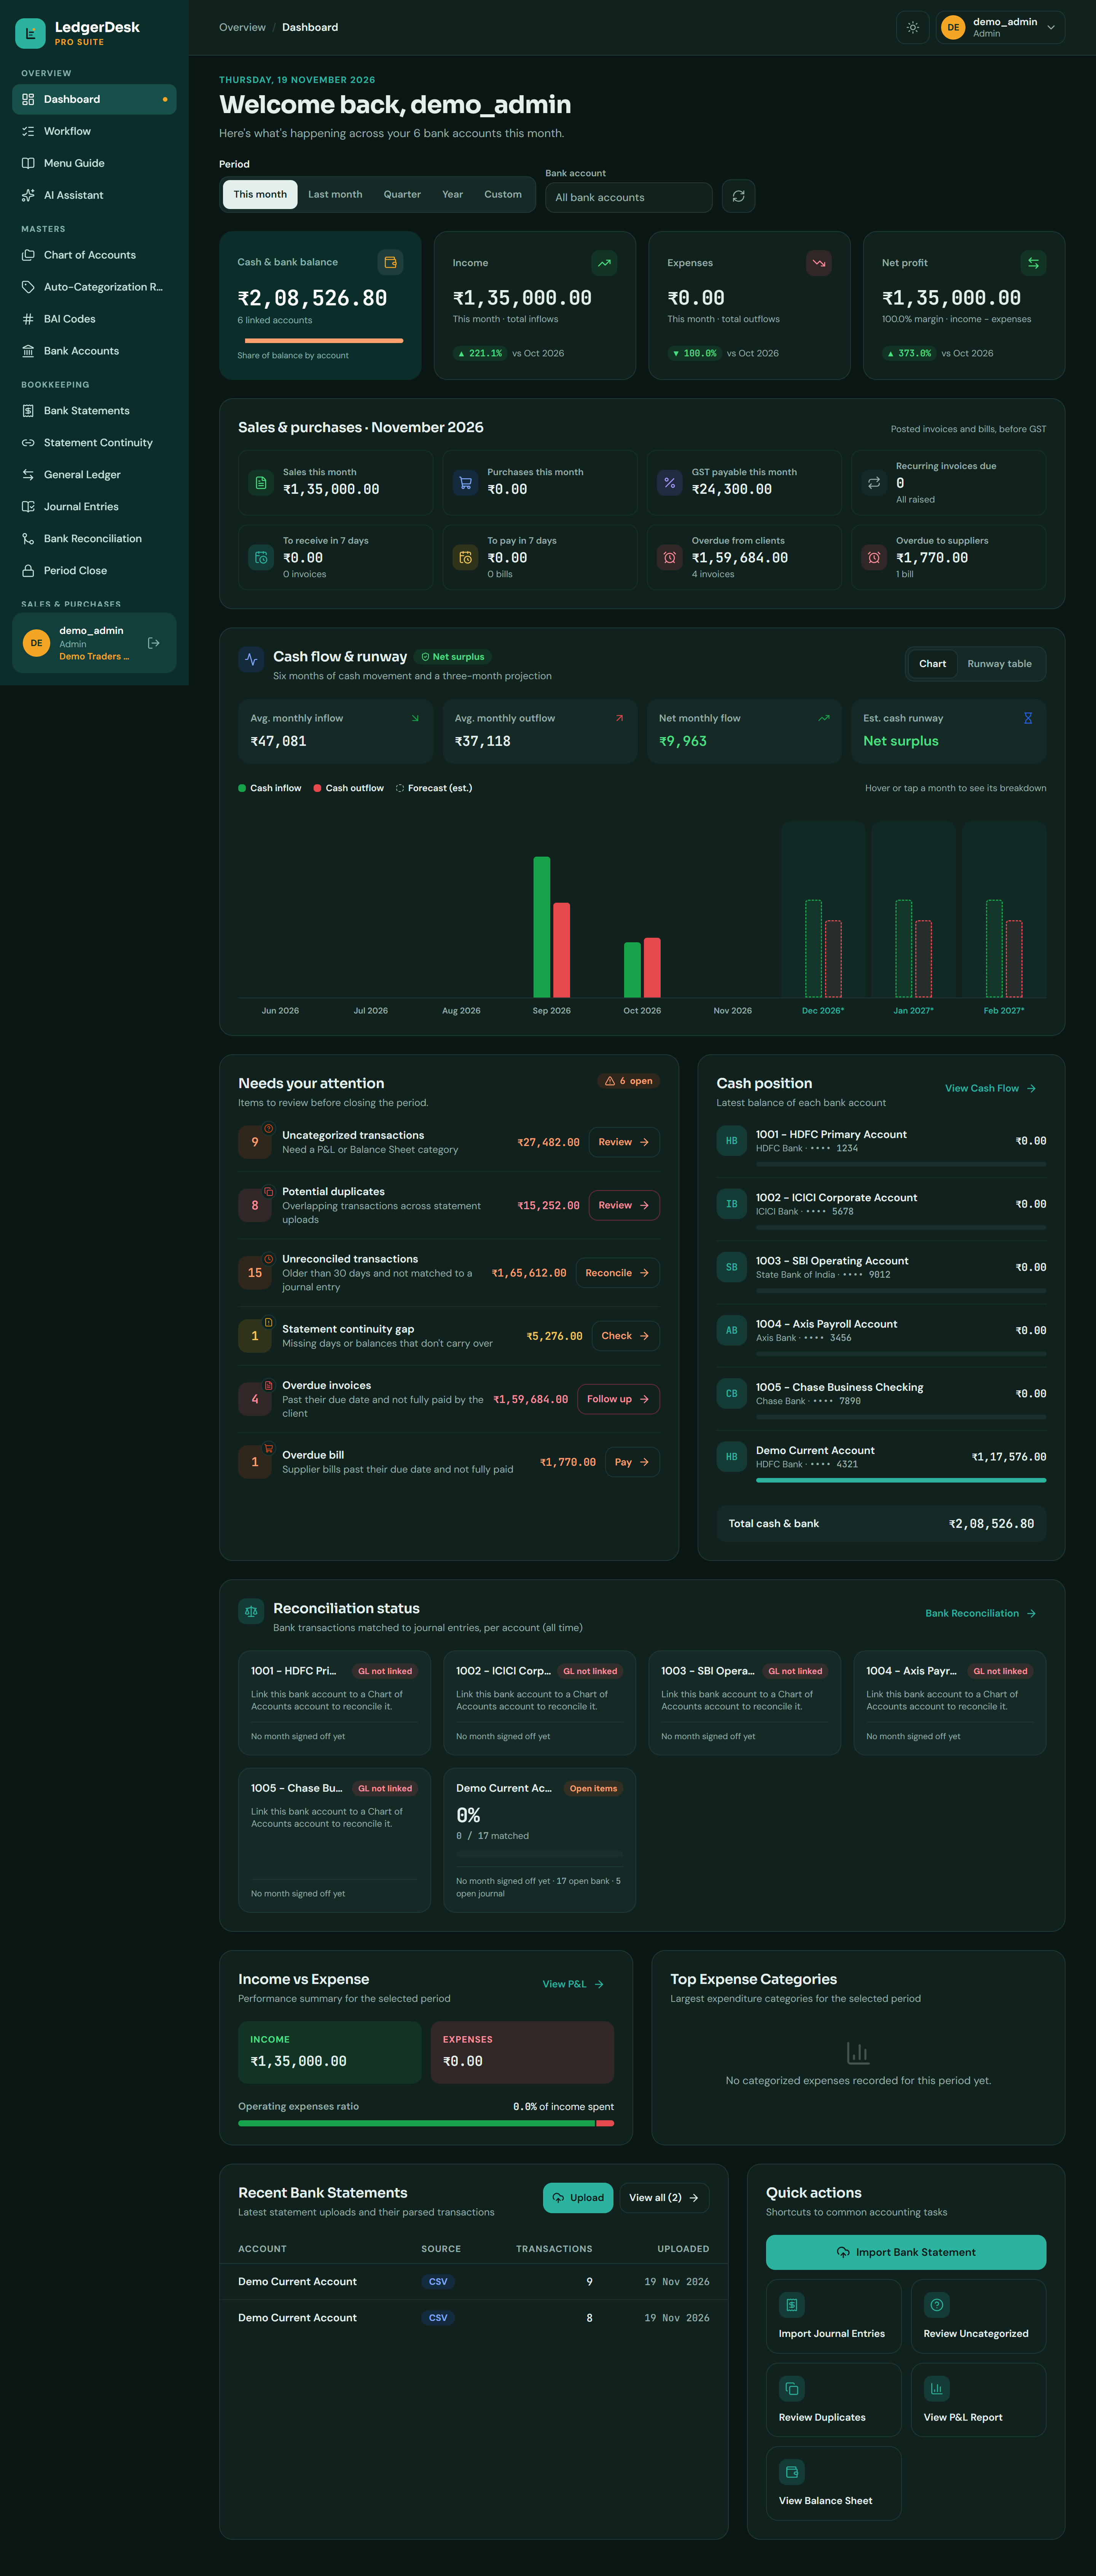 LedgerDesk
PRO SUITE
OVERVIEW
Dashboard
Workflow
Menu Guide
AI Assistant
MASTERS
Chart of Accounts
Auto-Categorization R...
BAI Codes
Bank Accounts
BOOKKEEPING
Bank Statements
Statement Continuity
General Ledger
Journal Entries
Bank Reconciliation
Period Close
SALES & PURCHASES
DE
demo_admin
Admin
Demo Traders ...
Overview / Dashboard
DE
demo_admin
Admin
THURSDAY, 19 NOVEMBER 2026
Welcome back, demo_admin
Here's what's happening across your 6 bank accounts this month.
Period
This month Last month Quarter Year Custom
Bank account
All bank accounts
Cash & bank balance
₹2,08,526.80
6 linked accounts
Share of balance by account
Income
₹1,35,000.00
This month · total inflows
▲ 221.1% vs Oct 2026
Expenses
₹0.00
This month · total outflows
▼ 100.0% vs Oct 2026
Net profit
₹1,35,000.00
100.0% margin · income − expenses
▲ 373.0% vs Oct 2026
Sales & purchases · November 2026
Posted invoices and bills, before GST
Sales this month
₹1,35,000.00
Purchases this month
₹0.00
GST payable this month
₹24,300.00
Recurring invoices due
0
All raised
To receive in 7 days
₹0.00
0 invoices
To pay in 7 days
₹0.00
0 bills
Overdue from clients
₹1,59,684.00
4 invoices
Overdue to suppliers
₹1,770.00
1 bill
Cash flow & runway Net surplus
Six months of cash movement and a three-month projection
Chart Runway table
Avg. monthly inflow
₹47,081
Avg. monthly outflow
₹37,118
Net monthly flow
₹9,963
Est. cash runway
Net surplus
Cash inflow Cash outflow Forecast (est.)
Hover or tap a month to see its breakdown
Jun 2026 Jul 2026 Aug 2026 Sep 2026 Oct 2026 Nov 2026 Dec 2026* Jan 2027* Feb 2027*
Needs your attention
6 open
Items to review before closing the period.
9
Uncategorized transactions
Need a P&L or Balance Sheet category
₹27,482.00
Review
8
Potential duplicates
Overlapping transactions across statement
uploads
₹15,252.00
Review
15
Unreconciled transactions
Older than 30 days and not matched to a
journal entry
₹1,65,612.00
Reconcile
1
Statement continuity gap
Missing days or balances that don't carry over
₹5,276.00
Check
4
Overdue invoices
Past their due date and not fully paid by the
client
₹1,59,684.00
Follow up
1
Overdue bill
Supplier bills past their due date and not fully paid
₹1,770.00
Pay
Cash position
Latest balance of each bank account
View Cash Flow
HB
1001 - HDFC Primary Account
HDFC Bank · •••• 1234
₹0.00
IB
1002 - ICICI Corporate Account
ICICI Bank · •••• 5678
₹0.00
SB
1003 - SBI Operating Account
State Bank of India · •••• 9012
₹0.00
AB
1004 - Axis Payroll Account
Axis Bank · •••• 3456
₹0.00
CB
1005 - Chase Business Checking
Chase Bank · •••• 7890
₹0.00
HB
Demo Current Account
HDFC Bank · •••• 4321
₹1,17,576.00
Total cash & bank
₹2,08,526.80
Reconciliation status
Bank transactions matched to journal entries, per account (all time)
Bank Reconciliation
1001 - HDFC Pri... GL not linked
Link this bank account to a Chart of
Accounts account to reconcile it.
No month signed off yet
1002 - ICICI Corp... GL not linked
Link this bank account to a Chart of
Accounts account to reconcile it.
No month signed off yet
1003 - SBI Opera... GL not linked
Link this bank account to a Chart of
Accounts account to reconcile it.
No month signed off yet
1004 - Axis Payr... GL not linked
Link this bank account to a Chart of
Accounts account to reconcile it.
No month signed off yet
1005 - Chase Bu... GL not linked
Link this bank account to a Chart of
Accounts account to reconcile it.
No month signed off yet
Demo Current Ac... Open items
0%
0 / 17 matched
No month signed off yet · 17 open bank · 5
open journal
Income vs Expense
Performance summary for the selected period
View P&L
INCOME
₹1,35,000.00
EXPENSES
₹0.00
Operating expenses ratio
0.0% of income spent
Top Expense Categories
Largest expenditure categories for the selected period
No categorized expenses recorded for this period yet.
Recent Bank Statements
Latest statement uploads and their parsed transactions
Upload
View all (2)
ACCOUNT SOURCE TRANSACTIONS UPLOADED
Demo Current Account CSV 9 19 Nov 2026
Demo Current Account CSV 8 19 Nov 2026
Quick actions
Shortcuts to common accounting tasks
Import Bank Statement
Import Journal Entries
Review Uncategorized
Review Duplicates
View P&L Report
View Balance Sheet